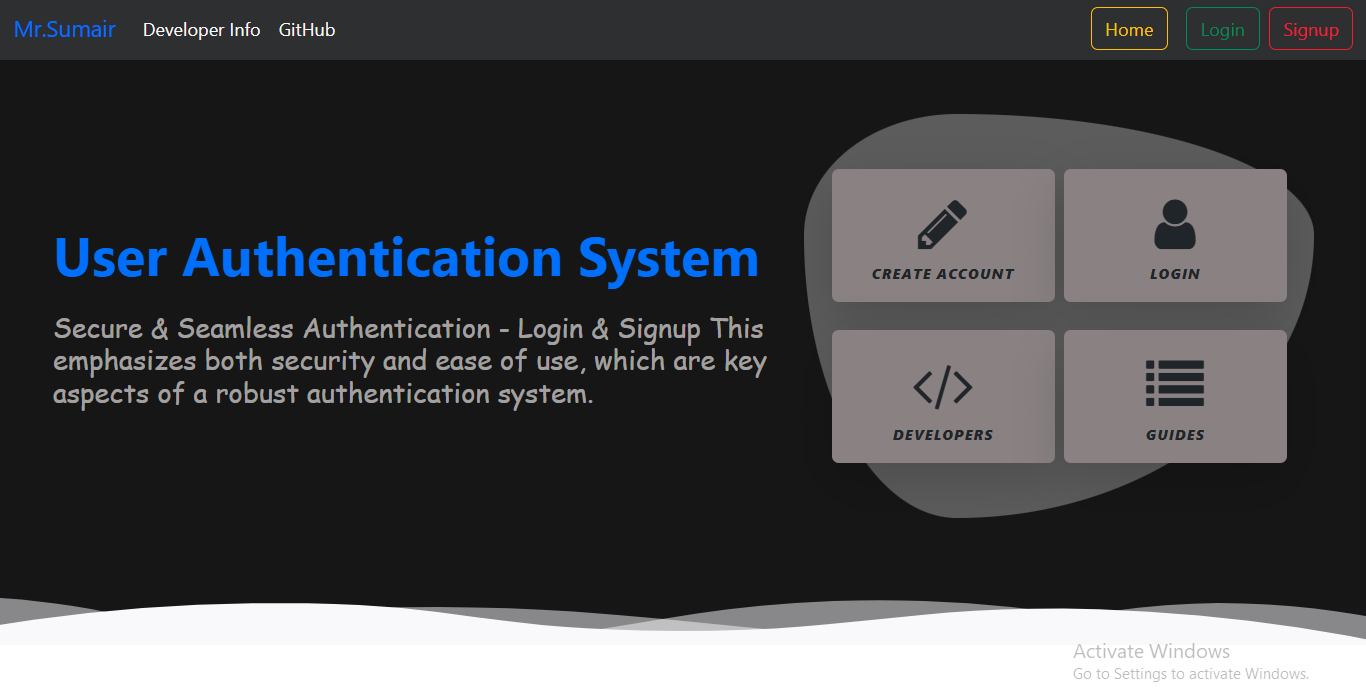 Mr.Sumair Developer Info GitHub Home Login Signup
User Authentication System
Secure & Seamless Authentication - Login & Signup This
emphasizes both security and ease of use, which are key
aspects of a robust authentication system.
CREATE ACCOUNT
LOGIN
DEVELOPERS
GUIDES
Activate Windows
Go to Settings to activate Windows.